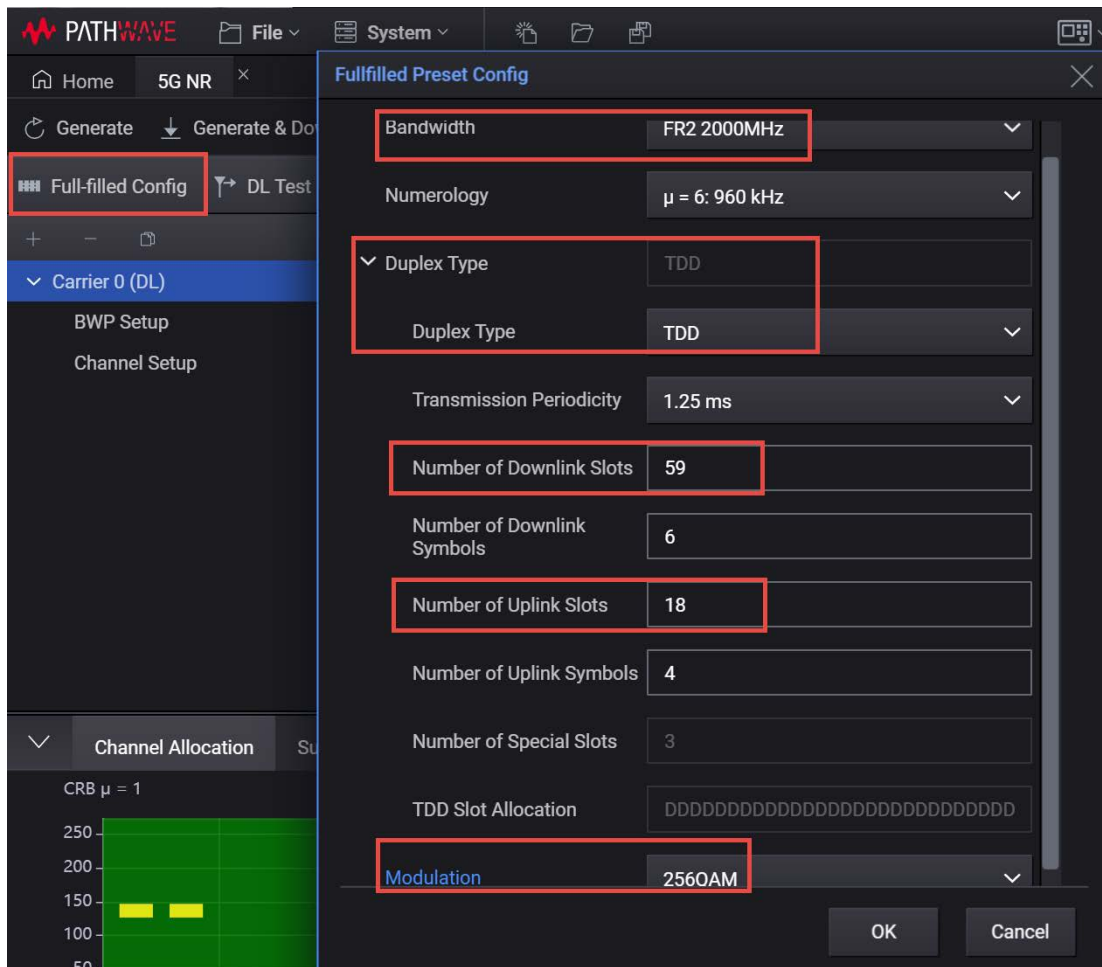 PATHWAVE File System
Home 5G NR ×
Generate Generate & Do
Full-filled Config DL Test
+ −
Carrier 0 (DL)
BWP Setup
Channel Setup
Channel Allocation Su
CRB μ = 1
250
200
150
100
50
Fullfilled Preset Config
Bandwidth FR2 2000MHz
Numerology μ = 6: 960 kHz
Duplex Type TDD
Duplex Type TDD
Transmission Periodicity 1.25 ms
Number of Downlink Slots 59
Number of Downlink
Symbols 6
Number of Uplink Slots 18
Number of Uplink Symbols 4
Number of Special Slots 3
TDD Slot Allocation DDDDDDDDDDDDDDDDDDDDDDDDDDDD
Modulation 256QAM
OK Cancel